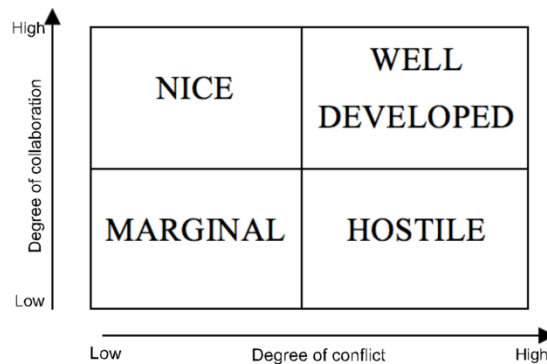 High
NICE
WELL
DEVELOPED
Degree of collaboration
MARGINAL
HOSTILE
Low
Low
Degree of conflict
High